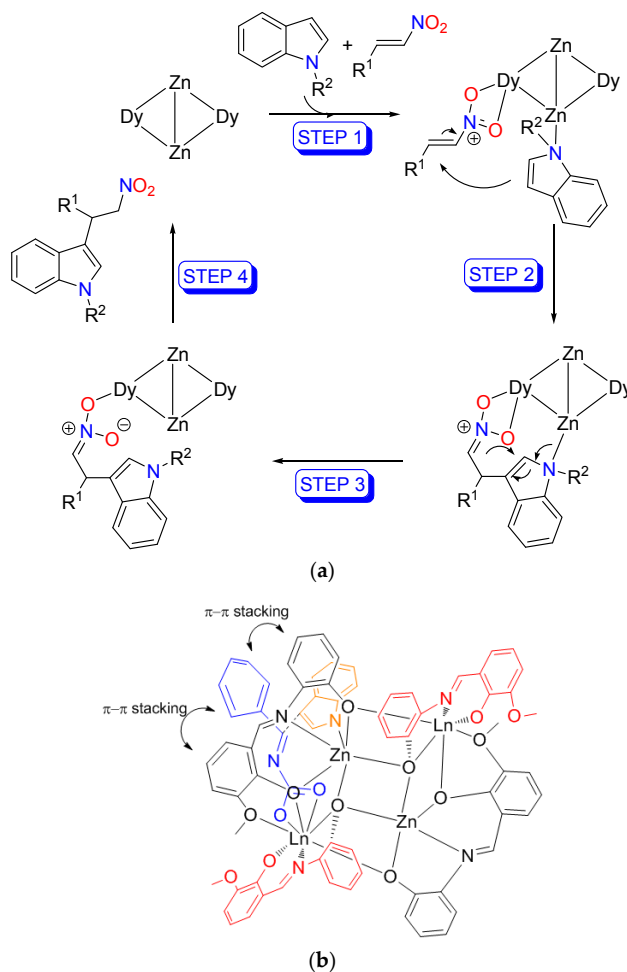 N
R²
+
R¹
NO₂
STEP 1
Zn
Dy Dy
Zn
Zn
Dy Dy
Zn
O
N
⊕
O
R¹
R²
N
NO₂
R¹
N
R²
STEP 4
STEP 2
Zn
Dy Dy
Zn
O
N
⊕
O⊖
R¹
R²
N
STEP 3
Zn
Dy Dy
Zn
O
⊕
N
O
R¹
N
R²
(a)
π–π stacking
π–π stacking
O
N
N
N
Zn
O
Ln
O
O
N
O
O
O
O
O
O
O
O
Zn
O
Ln
O
O
N
O
N
O
(b)